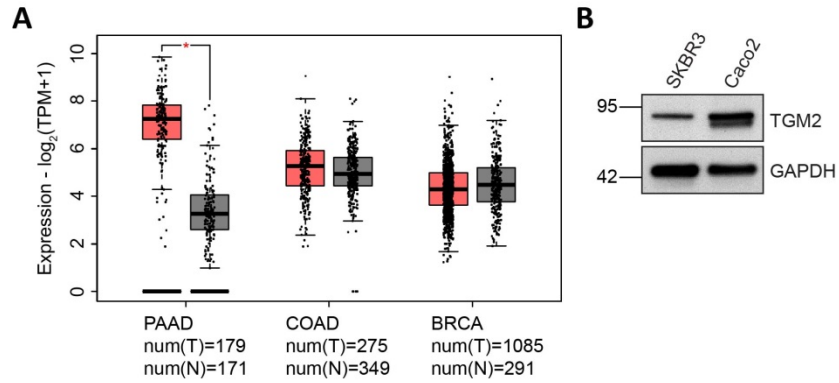 A
B
*
Expression - log₂(TPM+1)
10
8
6
4
2
0
PAAD
num(T)=179
num(N)=171
COAD
num(T)=275
num(N)=349
BRCA
num(T)=1085
num(N)=291
SKBR3
Caco2
95
TGM2
42
GAPDH